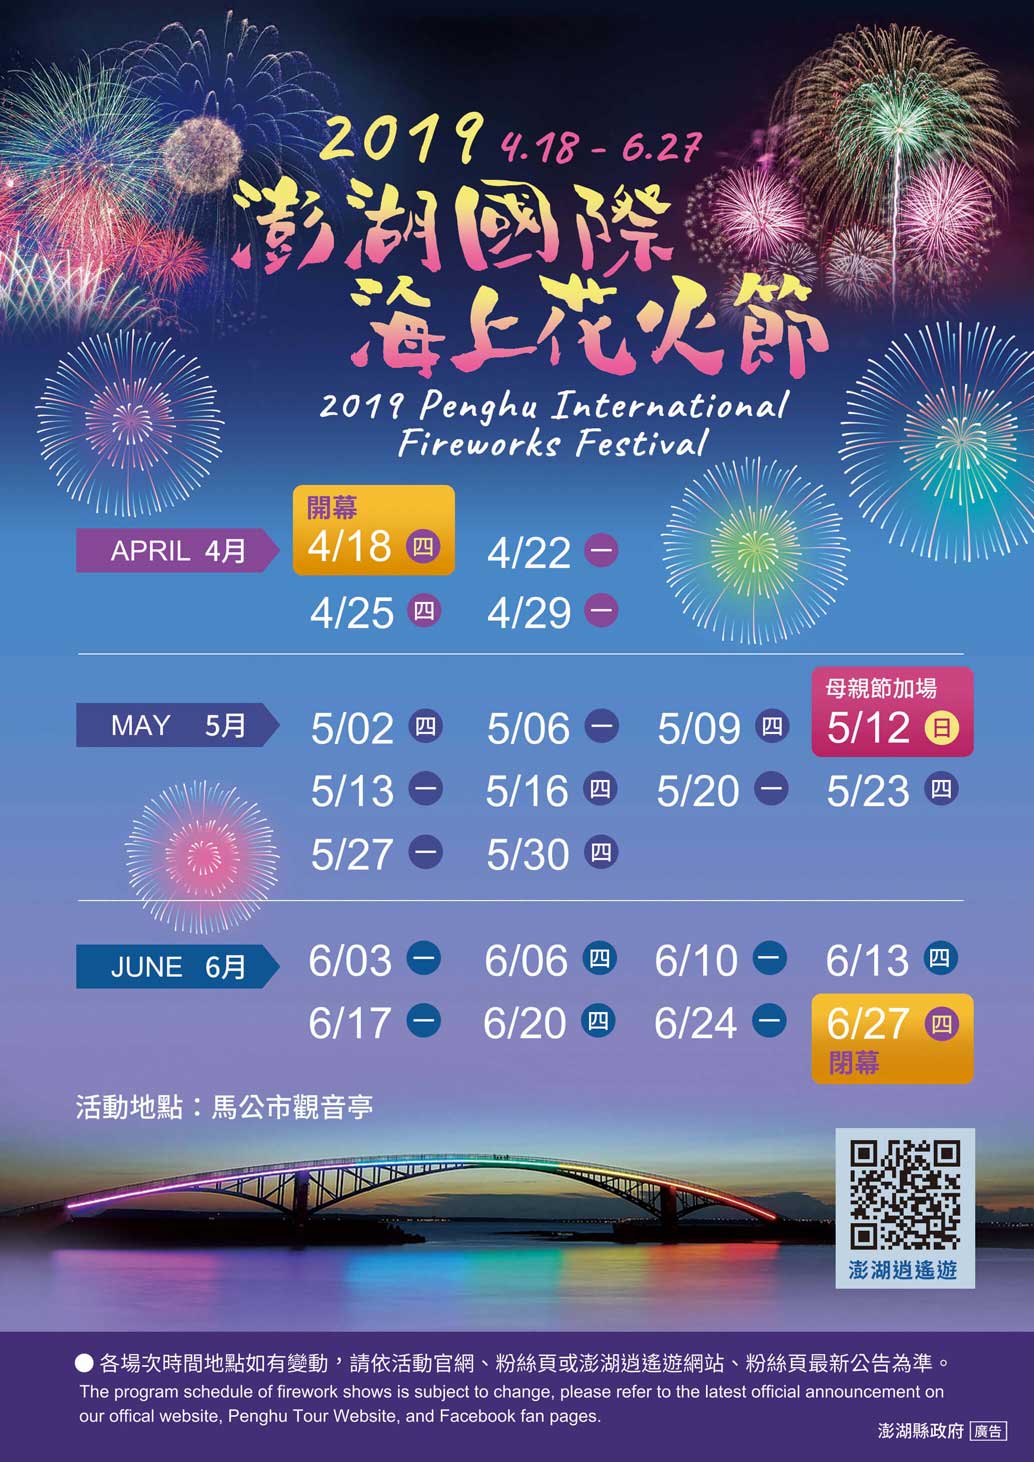 2019 4.18 - 6.27
澎湖國際
海上花火節
2019 Penghu International
Fireworks Festival
開幕
APRIL 4月
4/18 四 4/22 一
4/25 四 4/29 一
母親節加場
MAY 5月
5/02 四 5/06 一 5/09 四 5/12 日
5/13 一 5/16 四 5/20 一 5/23 四
5/27 一 5/30 四
JUNE 6月
6/03 一 6/06 四 6/10 一 6/13 四
6/17 一 6/20 四 6/24 一 6/27 四
閉幕
活動地點：馬公市觀音亭
澎湖逍遙遊
● 各場次時間地點如有變動，請依活動官網、粉絲頁或澎湖逍遙遊網站、粉絲頁最新公告為準。
The program schedule of firework shows is subject to change, please refer to the latest official announcement on
our offical website, Penghu Tour Website, and Facebook fan pages.
澎湖縣政府 廣告